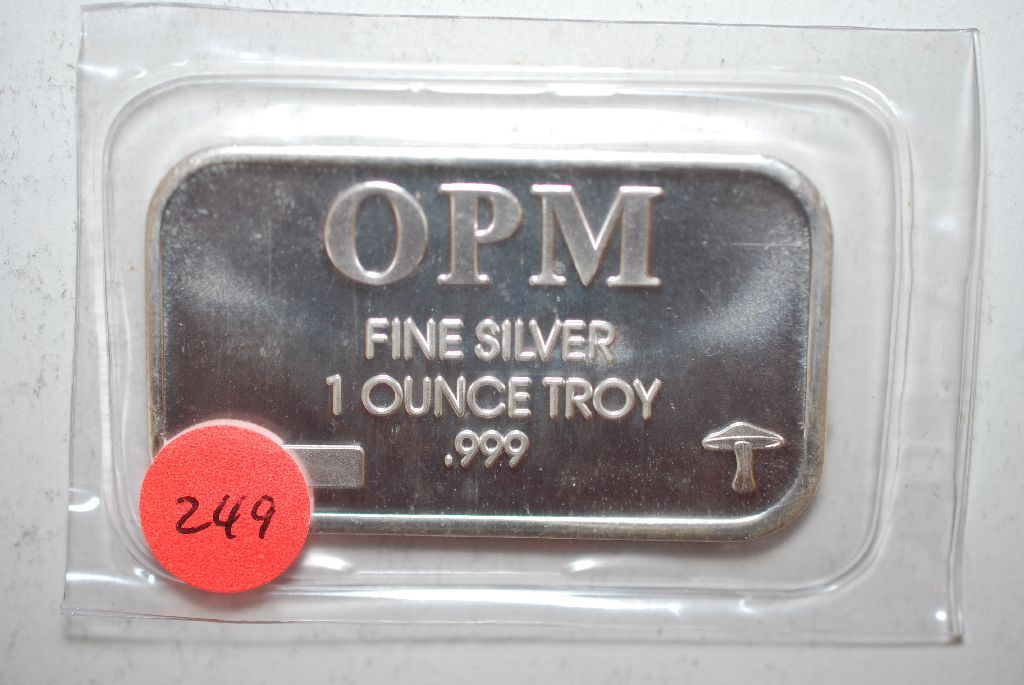 OPM
FINE SILVER
1 OUNCE TROY
.999
249